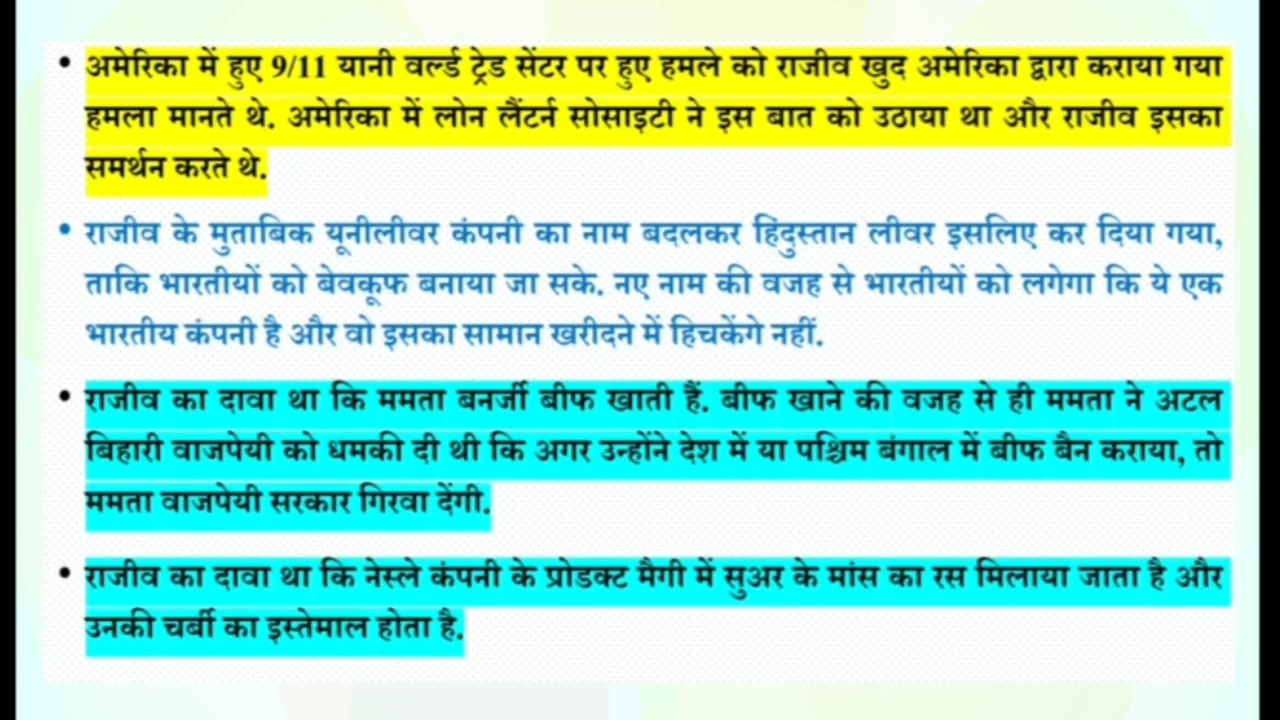 • अमेरिका में हुए 9/11 यानी वर्ल्ड ट्रेड सेंटर पर हुए हमले को राजीव खुद अमेरिका द्वारा कराया गया
हमला मानते थे. अमेरिका में लोन लैंटर्न सोसाइटी ने इस बात को उठाया था और राजीव इसका
समर्थन करते थे.
• राजीव के मुताबिक यूनीलीवर कंपनी का नाम बदलकर हिंदुस्तान लीवर इसलिए कर दिया गया,
ताकि भारतीयों को बेवकूफ बनाया जा सके. नए नाम की वजह से भारतीयों को लगेगा कि ये एक
भारतीय कंपनी है और वो इसका सामान खरीदने में हिचकेंगे नहीं.
• राजीव का दावा था कि ममता बनर्जी बीफ खाती हैं. बीफ खाने की वजह से ही ममता ने अटल
बिहारी वाजपेयी को धमकी दी थी कि अगर उन्होंने देश में या पश्चिम बंगाल में बीफ बैन कराया, तो
ममता वाजपेयी सरकार गिरवा देंगी.
• राजीव का दावा था कि नेस्ले कंपनी के प्रोडक्ट मैगी में सुअर के मांस का रस मिलाया जाता है और
उनकी चर्बी का इस्तेमाल होता है.